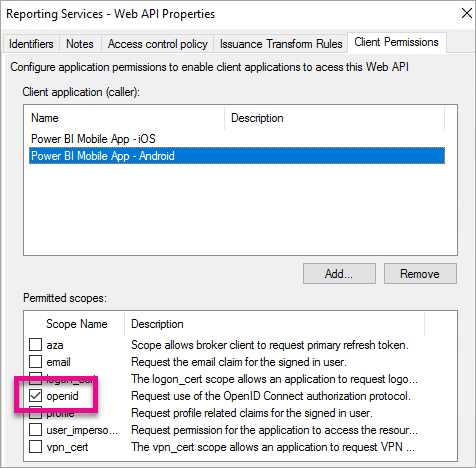 Reporting Services - Web API Properties
Identifiers Notes Access control policy Issuance Transform Rules Client Permissions
Configure application permissions to enable client applications to acess this Web API
Client application (caller):
Name Description
Power BI Mobile App - iOS
Power BI Mobile App - Android
Add... Remove
Permitted scopes:
Scope Name Description
aza Scope allows broker client to request primary refresh token.
email Request the email claim for the signed in user.
logon_cert The logon_cert scope allows an application to request logo...
openid Request use of the OpenID Connect authorization protocol.
profile Request profile related claims for the signed in user.
user_imperso... Request permission for the application to access the resour...
vpn_cert The vpn_cert scope allows an application to request VPN ...